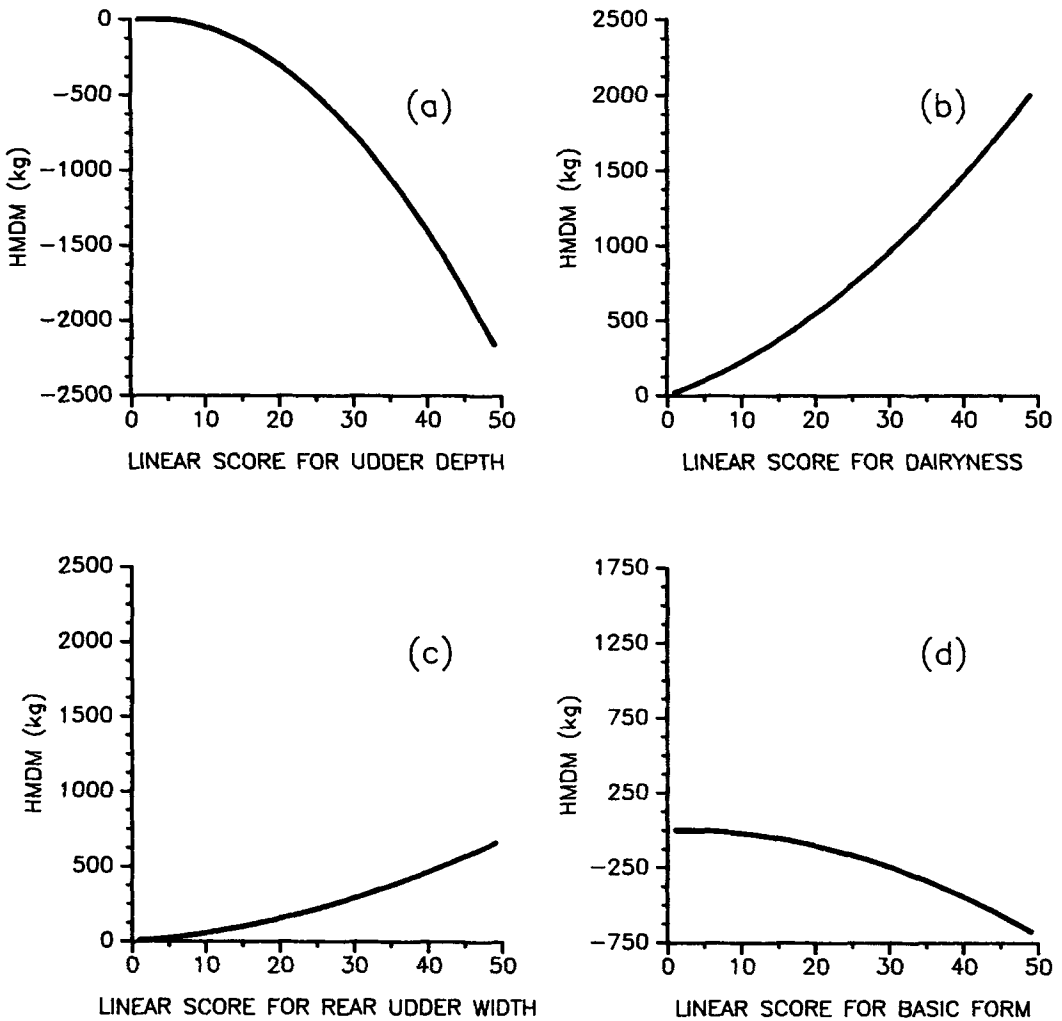 0
−500
−1000
−1500
−2000
−2500
HMDM (kg)
(a)
0 10 20 30 40 50
LINEAR SCORE FOR UDDER DEPTH
2500
2000
1500
1000
500
0
HMDM (kg)
(b)
0 10 20 30 40 50
LINEAR SCORE FOR DAIRYNESS
2500
2000
1500
1000
500
0
HMDM (kg)
(c)
0 10 20 30 40 50
LINEAR SCORE FOR REAR UDDER WIDTH
1750
1250
750
250
−250
−750
HMDM (kg)
(d)
0 10 20 30 40 50
LINEAR SCORE FOR BASIC FORM